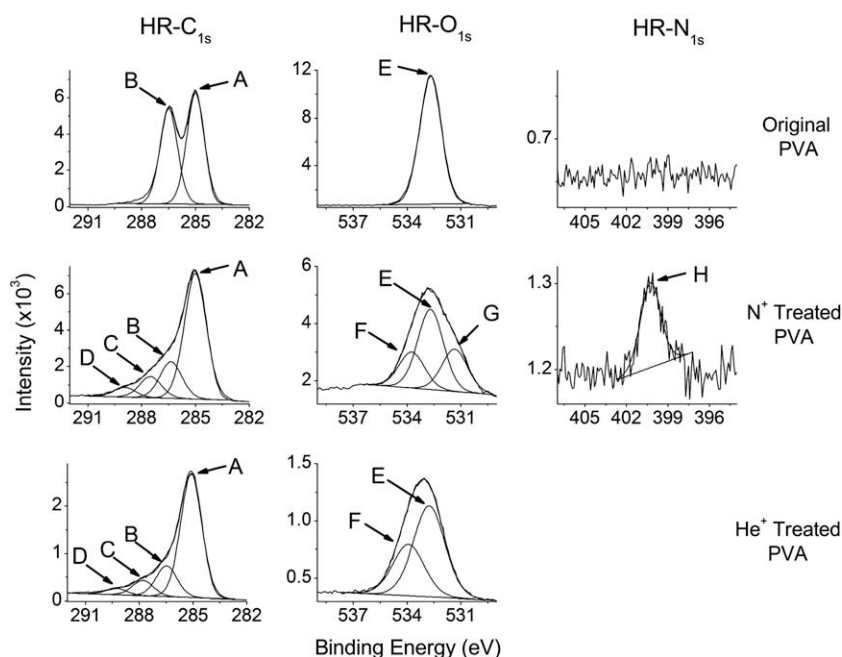 HR-C1s HR-O1s HR-N1s
B A
6
4
2
0
291 288 285 282
E
12
8
4
537 534 531
0.7
405 402 399 396
Original
PVA
Intensity (x10³)
D C B A
6
4
2
0
291 288 285 282
F E G
6
4
2
537 534 531
H
1.3
1.2
405 402 399 396
N⁺ Treated
PVA
D C B A
2
1
0
291 288 285 282
F E
1.5
1.0
0.5
537 534 531
He⁺ Treated
PVA
Binding Energy (eV)